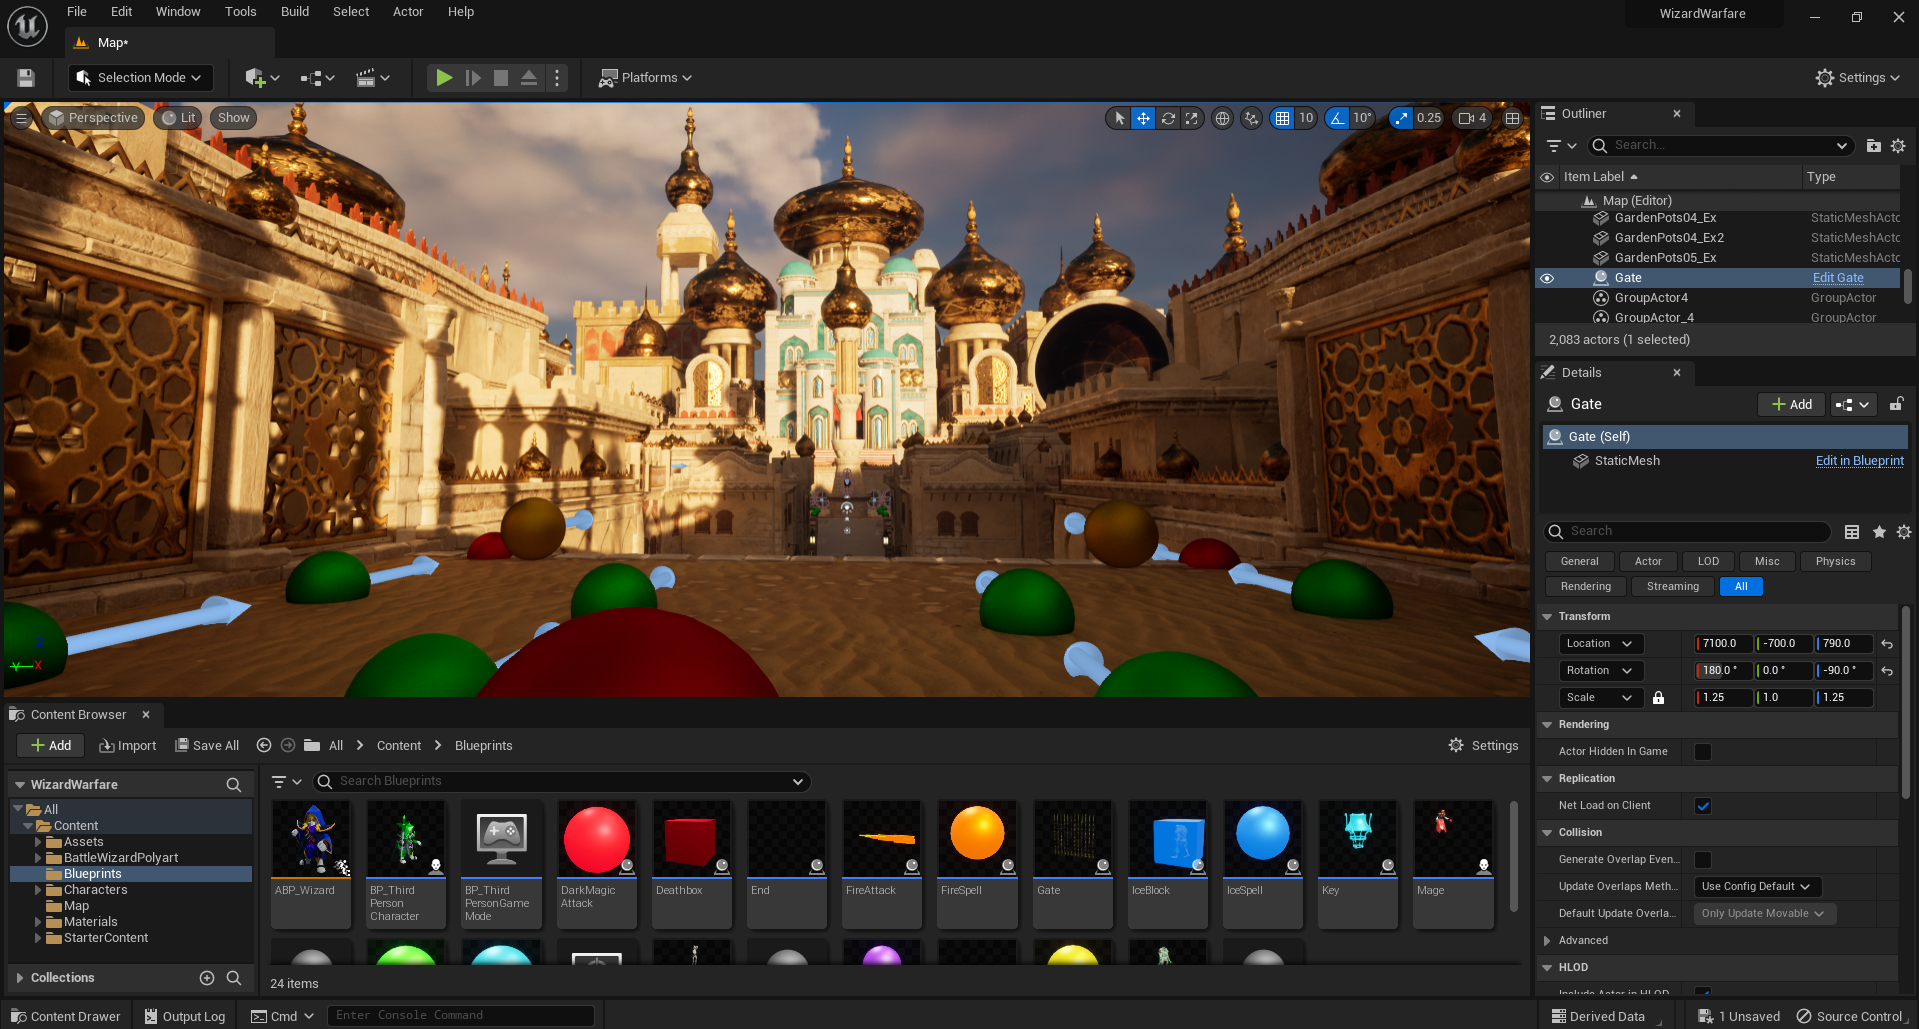 File Edit Window Tools Build Select Actor Help
WizardWarfare
Map*
Selection Mode
Platforms
Settings
Perspective Lit Show
10 10° 0.25 4
Z
Y X
Outliner
Search...
Item Label Type
Map (Editor)
GardenPots04_Ex StaticMeshActo
GardenPots04_Ex2 StaticMeshActo
GardenPots05_Ex StaticMeshActo
Gate Edit Gate
GroupActor4 GroupActor
GroupActor_4 GroupActor
2,083 actors (1 selected)
Details
Gate
Add
Gate (Self)
StaticMesh Edit in Blueprint
Search
General Actor LOD Misc Physics
Rendering Streaming All
Transform
Location 7100.0 -700.0 790.0
Rotation 180.0 ° 0.0 ° -90.0 °
Scale 1.25 1.0 1.25
Rendering
Actor Hidden In Game
Replication
Net Load on Client
Collision
Generate Overlap Even...
Update Overlaps Meth... Use Config Default
Default Update Overla... Only Update Movable
Advanced
HLOD
Include Actor in HLOD
Content Browser
Add Import Save All All Content Blueprints
Settings
WizardWarfare
All
Content
Assets
BattleWizardPolyart
Blueprints
Characters
Map
Materials
StarterContent
Collections
Search Blueprints
ABP_Wizard
BP_Third
Person
Character
BP_Third
PersonGame
Mode
DarkMagic
Attack
Deathbox
End
FireAttack
FireSpell
Gate
IceBlock
IceSpell
Key
Mage
24 items
Content Drawer Output Log Cmd Enter Console Command
Derived Data 1 Unsaved Source Control